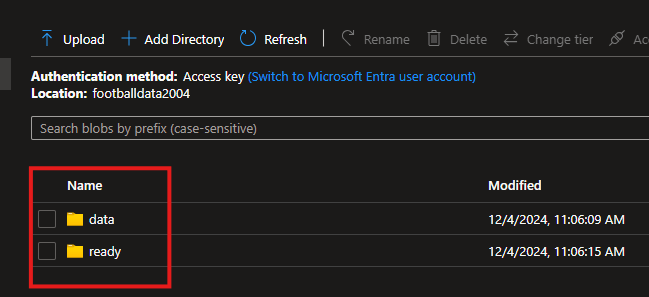 Upload + Add Directory Refresh | Rename Delete Change tier
Authentication method: Access key (Switch to Microsoft Entra user account)
Location: footballdata2004
Search blobs by prefix (case-sensitive)
Name Modified
data 12/4/2024, 11:06:09 AM
ready 12/4/2024, 11:06:15 AM